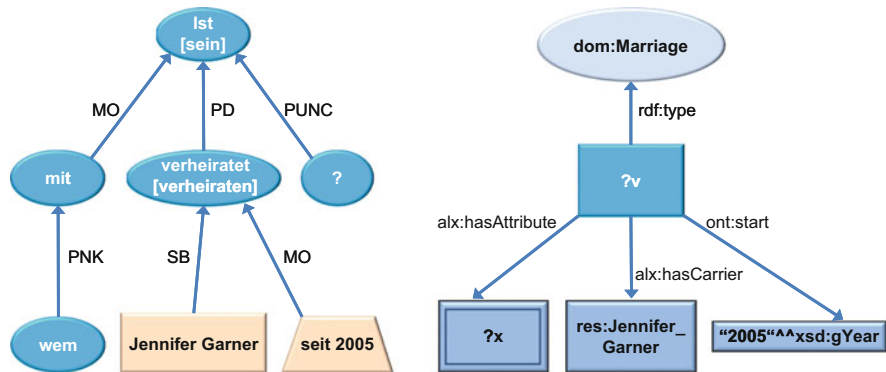 Ist
[sein]
MO
PD
PUNC
mit
verheiratet
[verheiraten]
?
PNK
SB
MO
wem
Jennifer Garner
seit 2005
dom:Marriage
rdf:type
?v
alx:hasAttribute
ont:start
alx:hasCarrier
?x
res:Jennifer_
Garner
“2005“^^xsd:gYear